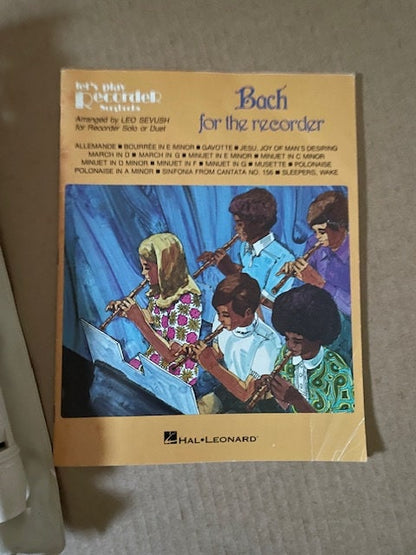 let's play
RecordeR
Songbooks
Arranged by LEO SEVUSH
for Recorder Solo or Duet
Bach
for the recorder
ALLEMANDE ■ BOURRÉE IN E MINOR ■ GAVOTTE ■ JESU, JOY OF MAN'S DESIRING
MARCH IN D ■ MARCH IN G ■ MINUET IN E MINOR ■ MINUET IN C MINOR
MINUET IN D MINOR ■ MINUET IN F ■ MINUET IN G ■ MUSETTE ■ POLONAISE
POLONAISE IN A MINOR ■ SINFONIA FROM CANTATA NO. 156 ■ SLEEPERS, WAKE
HAL•LEONARD